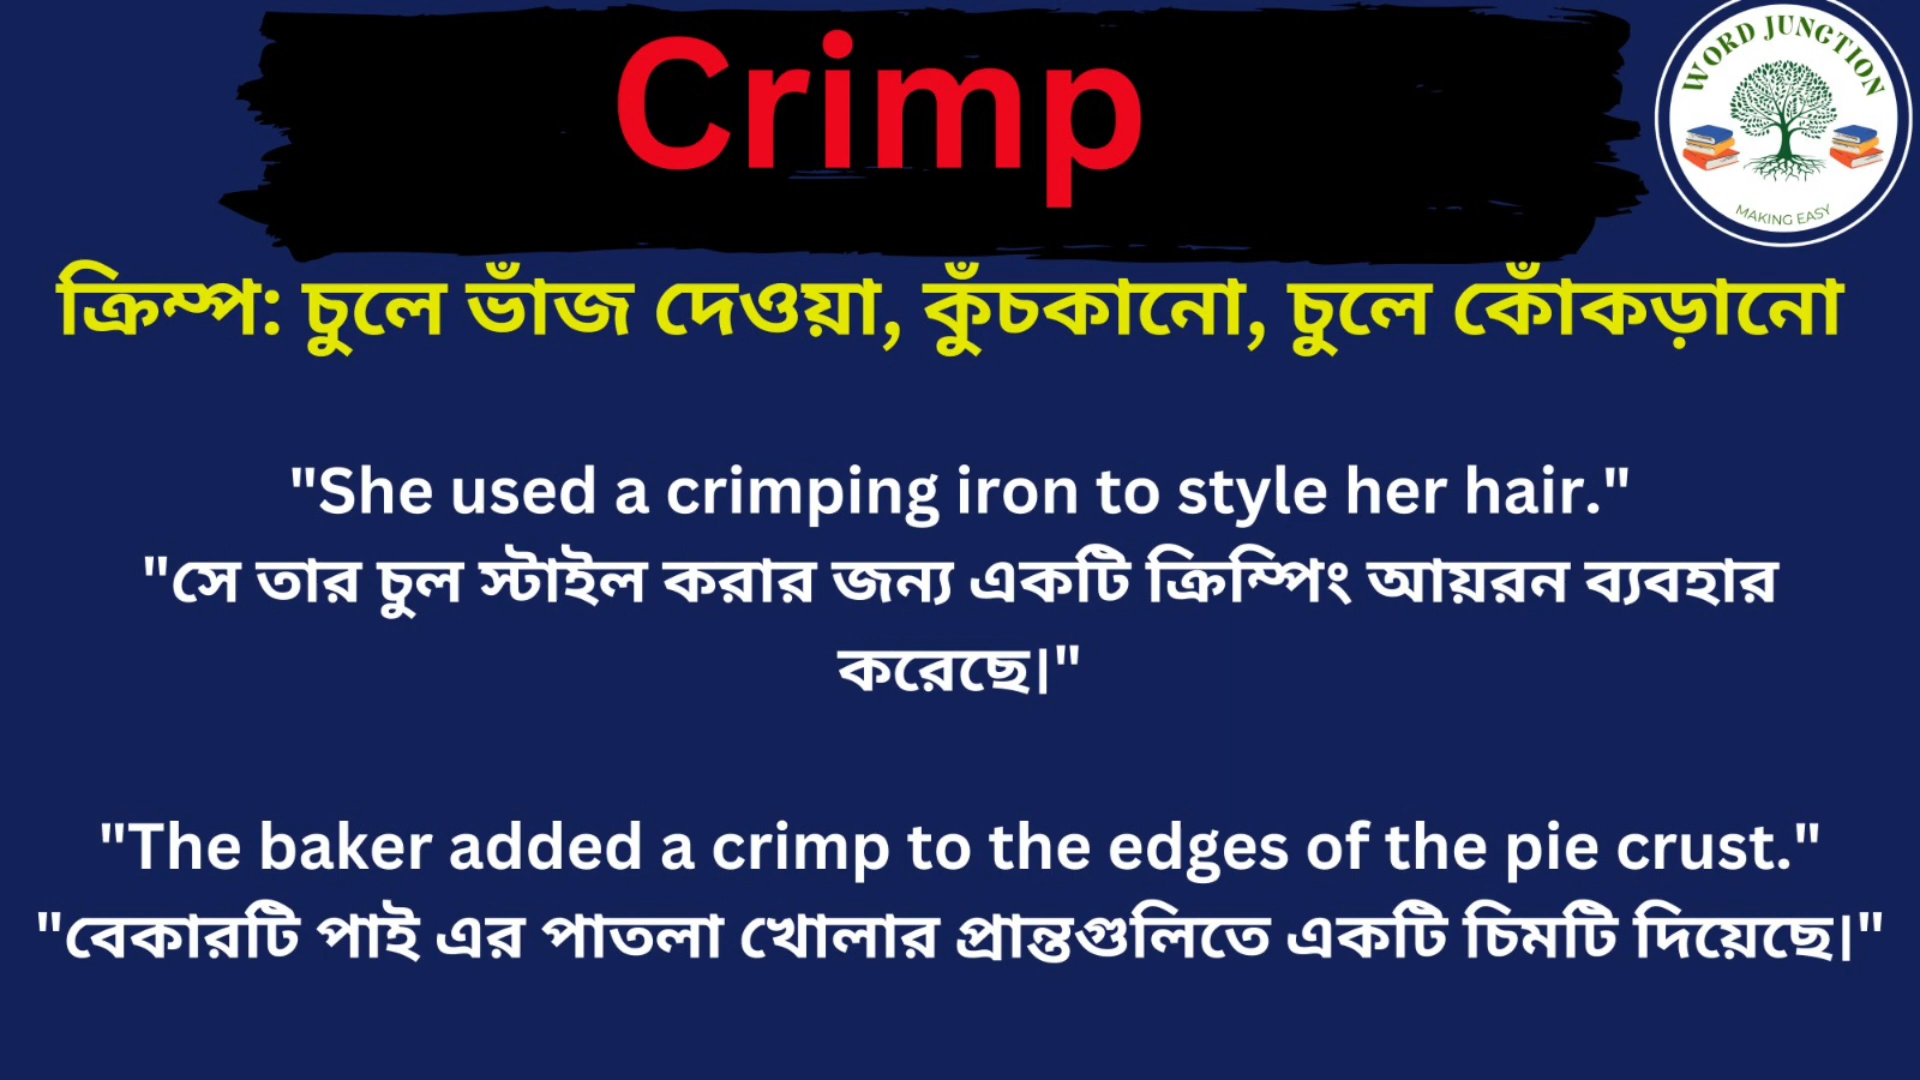 Crimp
WORD JUNCTION
MAKING EASY
ক্রিম্প: চুলে ভাঁজ দেওয়া, কুঁচকানো, চুলে কোঁকড়ানো
"She used a crimping iron to style her hair."
"সে তার চুল স্টাইল করার জন্য একটি ক্রিম্পিং আয়রন ব্যবহার
করেছে।"
"The baker added a crimp to the edges of the pie crust."
"বেকারটি পাই এর পাতলা খোলার প্রান্তগুলিতে একটি চিমটি দিয়েছে।"